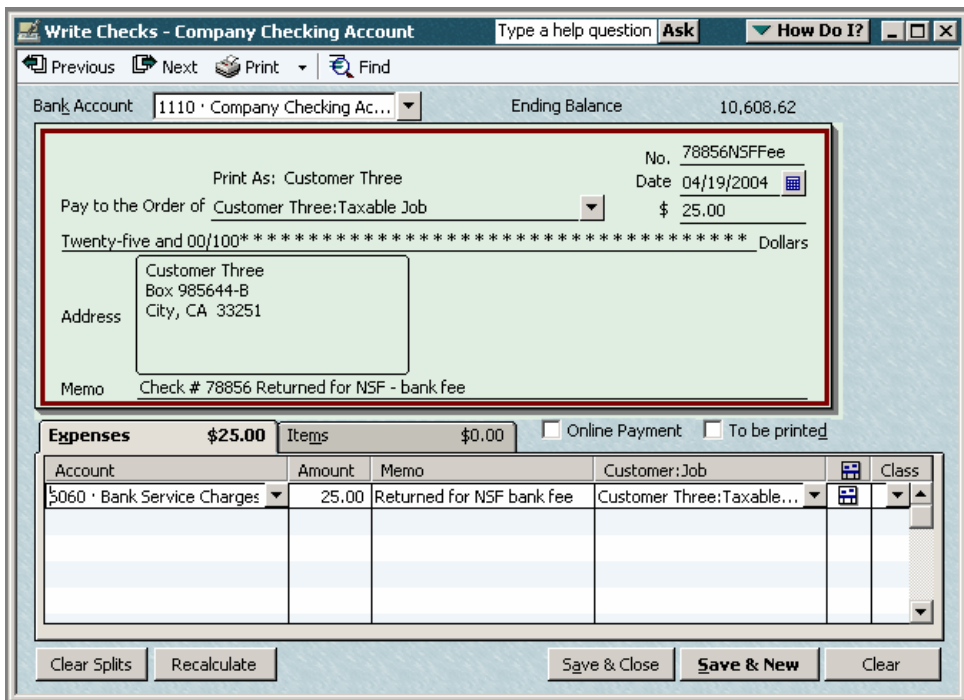 Write Checks - Company Checking Account Type a help question Ask How Do I?
Previous Next Print Find
Bank Account 1110 · Company Checking Ac... Ending Balance 10,608.62
No. 78856NSFFee
Print As: Customer Three Date 04/19/2004
Pay to the Order of Customer Three:Taxable Job $ 25.00
Twenty-five and 00/100* * * * * * * * * * * * * * * * * * * * * * * * * * * * * * * * * * * * * Dollars
Customer Three
Box 985644-B
Address City, CA 33251
Memo Check # 78856 Returned for NSF - bank fee
Expenses $25.00 Items $0.00 Online Payment To be printed
Account Amount Memo Customer:Job Class
6060 · Bank Service Charges 25.00 Returned for NSF bank fee Customer Three:Taxable...
Clear Splits Recalculate Save & Close Save & New Clear